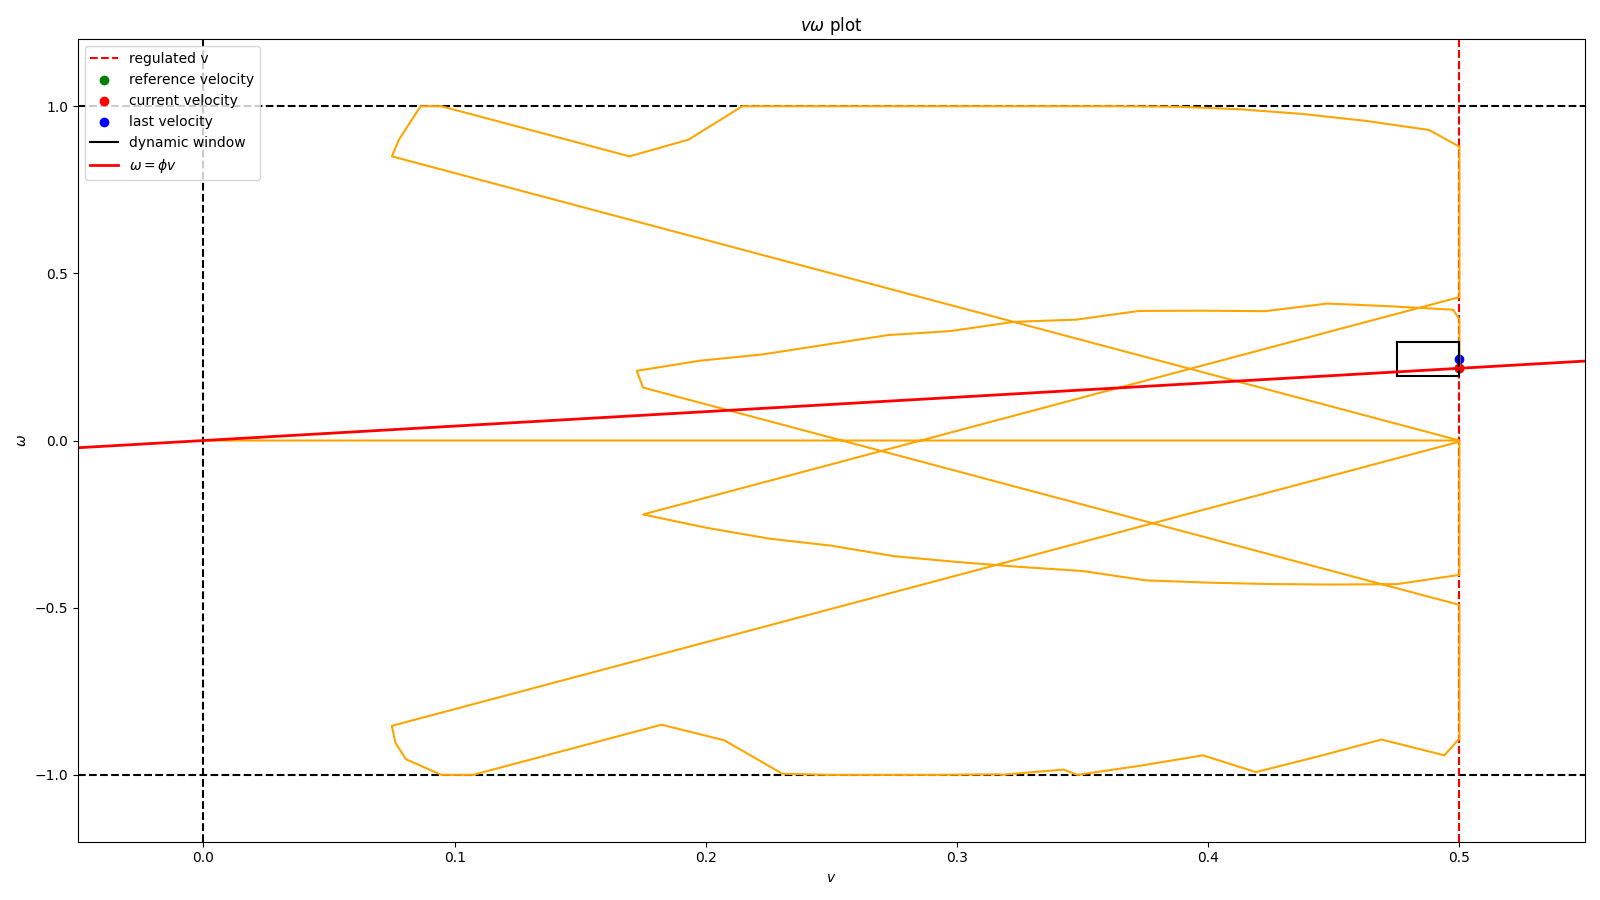 vω plot
regulated v
reference velocity
current velocity
last velocity
dynamic window
ω = ϕv
1.0
0.5
0.0
−0.5
−1.0
ω
0.0 0.1 0.2 0.3 0.4 0.5
v